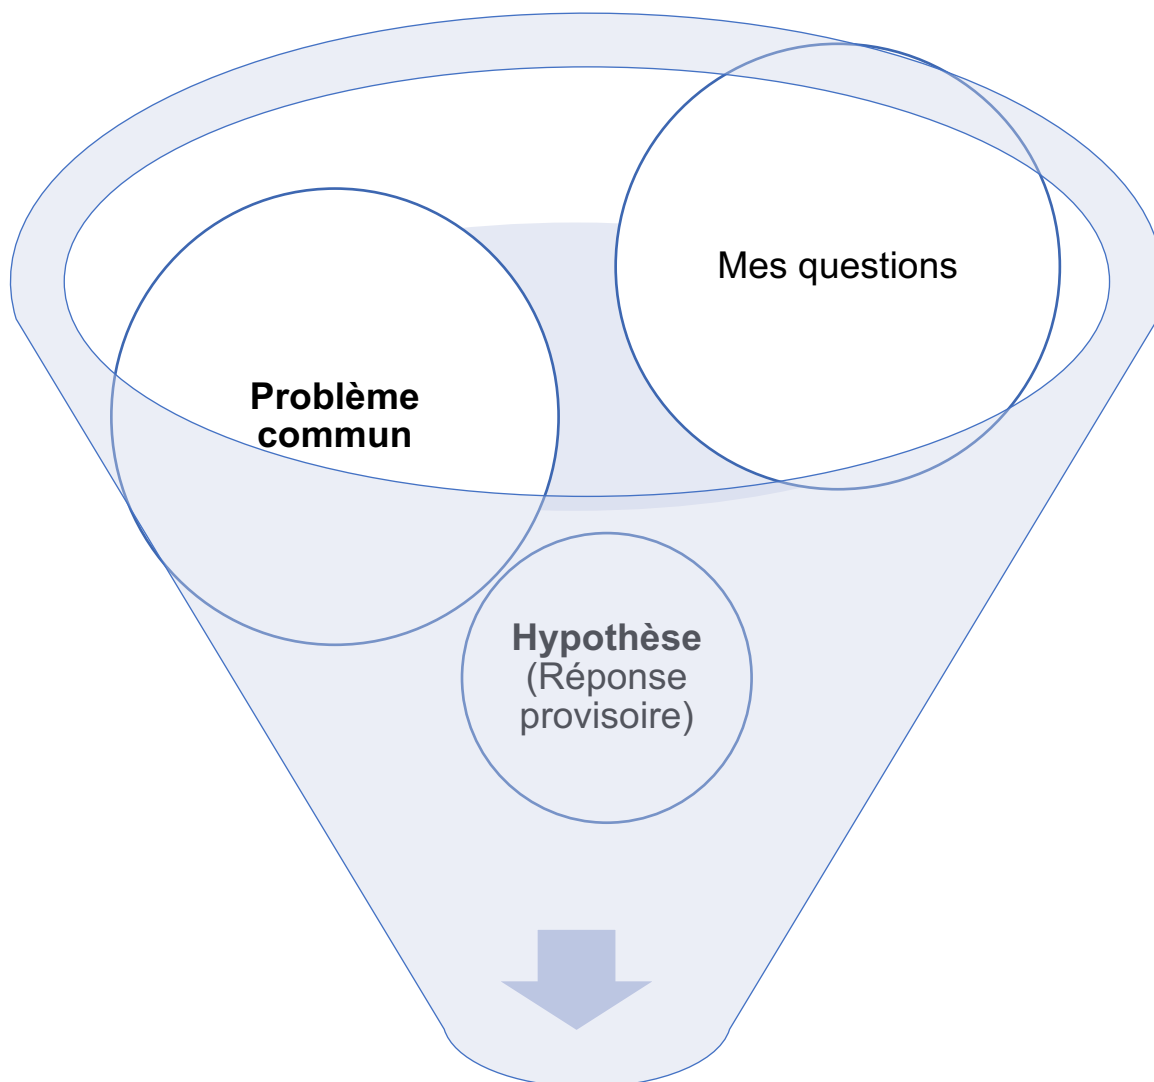 Mes questions
Problème
commun
Hypothèse
(Réponse
provisoire)